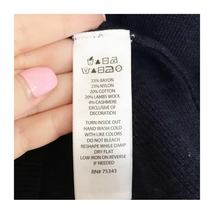 33% RAYON
23% NYLON
20% COTTON
20% LAMBS WOOL
4% CASHMERE
EXCLUSIVE OF
DECORATION
TURN INSIDE OUT
HAND WASH COLD
WITH LIKE COLORS
DO NOT BLEACH
RESHAPE WHILE DAMP
DRY FLAT
LOW IRON ON REVERSE
IF NEEDED
RN# 75343